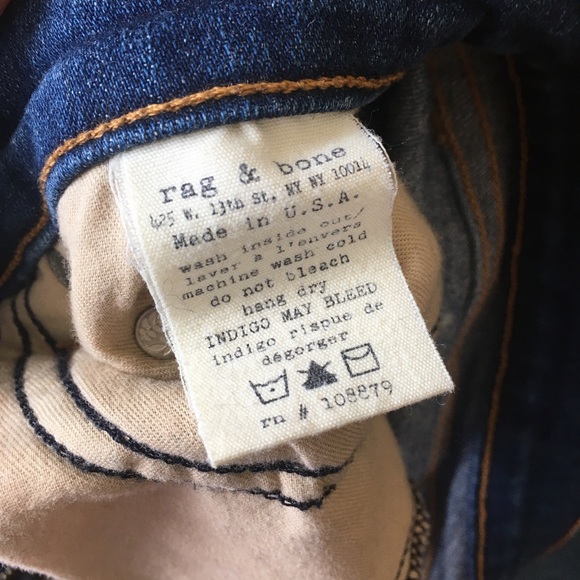 rag & bone
425 W. 13th St, NY NY 10014
Made in U.S.A.
wash inside out/
laver a l'envers
machine wash cold
do not bleach
hang dry
INDIGO MAY BLEED
indigo rispue de
dégorger
rn # 108879